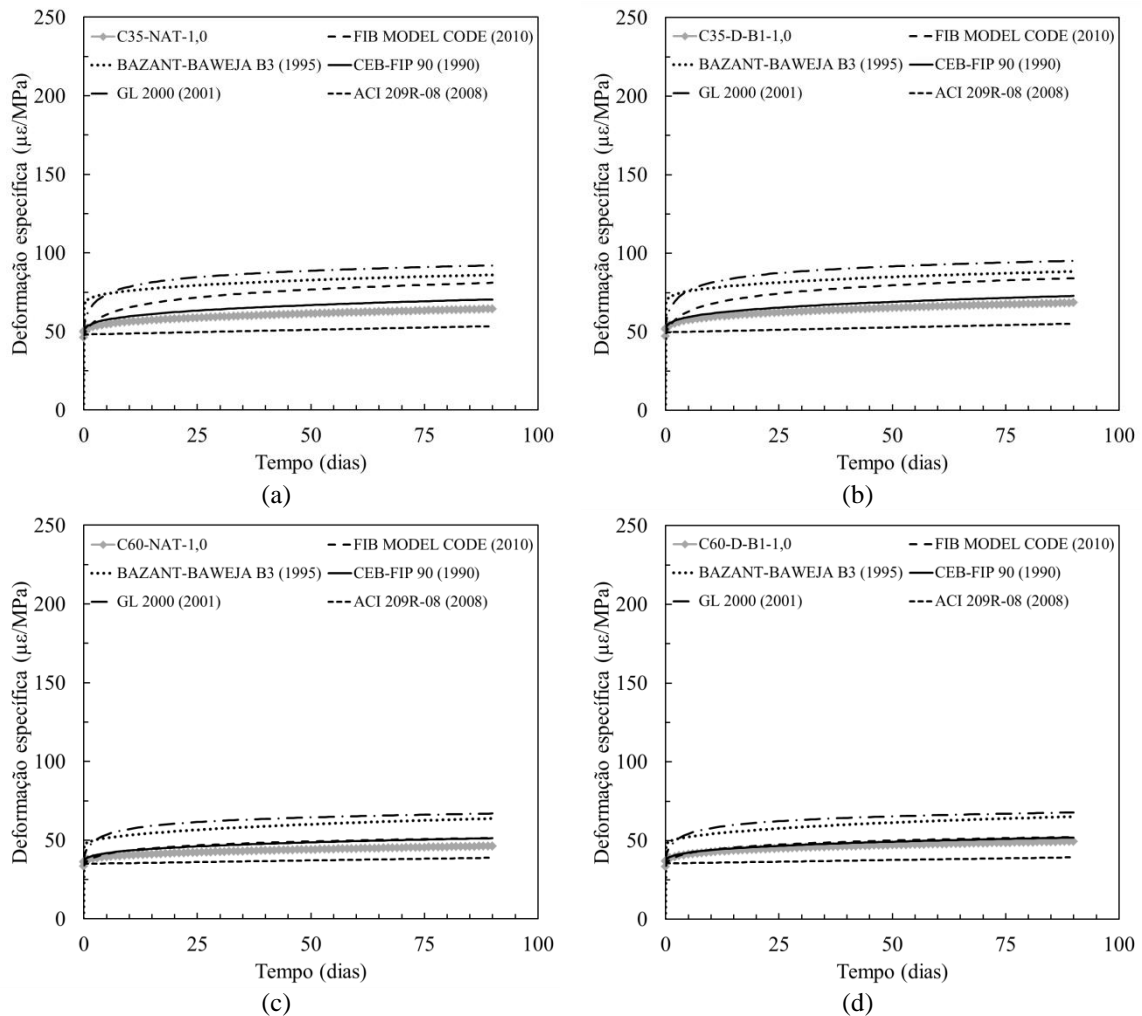 250
200
150
100
50
0
0 25 50 75 100
Deformação específica (με/MPa)
Tempo (dias)
C35-NAT-1,0
FIB MODEL CODE (2010)
BAZANT-BAWEJA B3 (1995)
CEB-FIP 90 (1990)
GL 2000 (2001)
ACI 209R-08 (2008)
(a)
250
200
150
100
50
0
0 25 50 75 100
Deformação específica (με/MPa)
Tempo (dias)
C35-D-B1-1,0
FIB MODEL CODE (2010)
BAZANT-BAWEJA B3 (1995)
CEB-FIP 90 (1990)
GL 2000 (2001)
ACI 209R-08 (2008)
(b)
250
200
150
100
50
0
0 25 50 75 100
Deformação específica (με/MPa)
Tempo (dias)
C60-NAT-1,0
FIB MODEL CODE (2010)
BAZANT-BAWEJA B3 (1995)
CEB-FIP 90 (1990)
GL 2000 (2001)
ACI 209R-08 (2008)
(c)
250
200
150
100
50
0
0 25 50 75 100
Deformação específica (με/MPa)
Tempo (dias)
C60-D-B1-1,0
FIB MODEL CODE (2010)
BAZANT-BAWEJA B3 (1995)
CEB-FIP 90 (1990)
GL 2000 (2001)
ACI 209R-08 (2008)
(d)